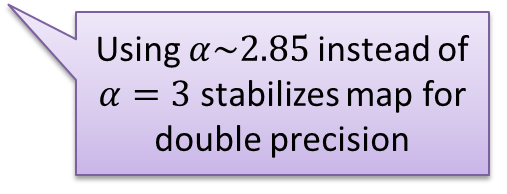 Using α~2.85 instead of
α = 3 stabilizes map for
double precision